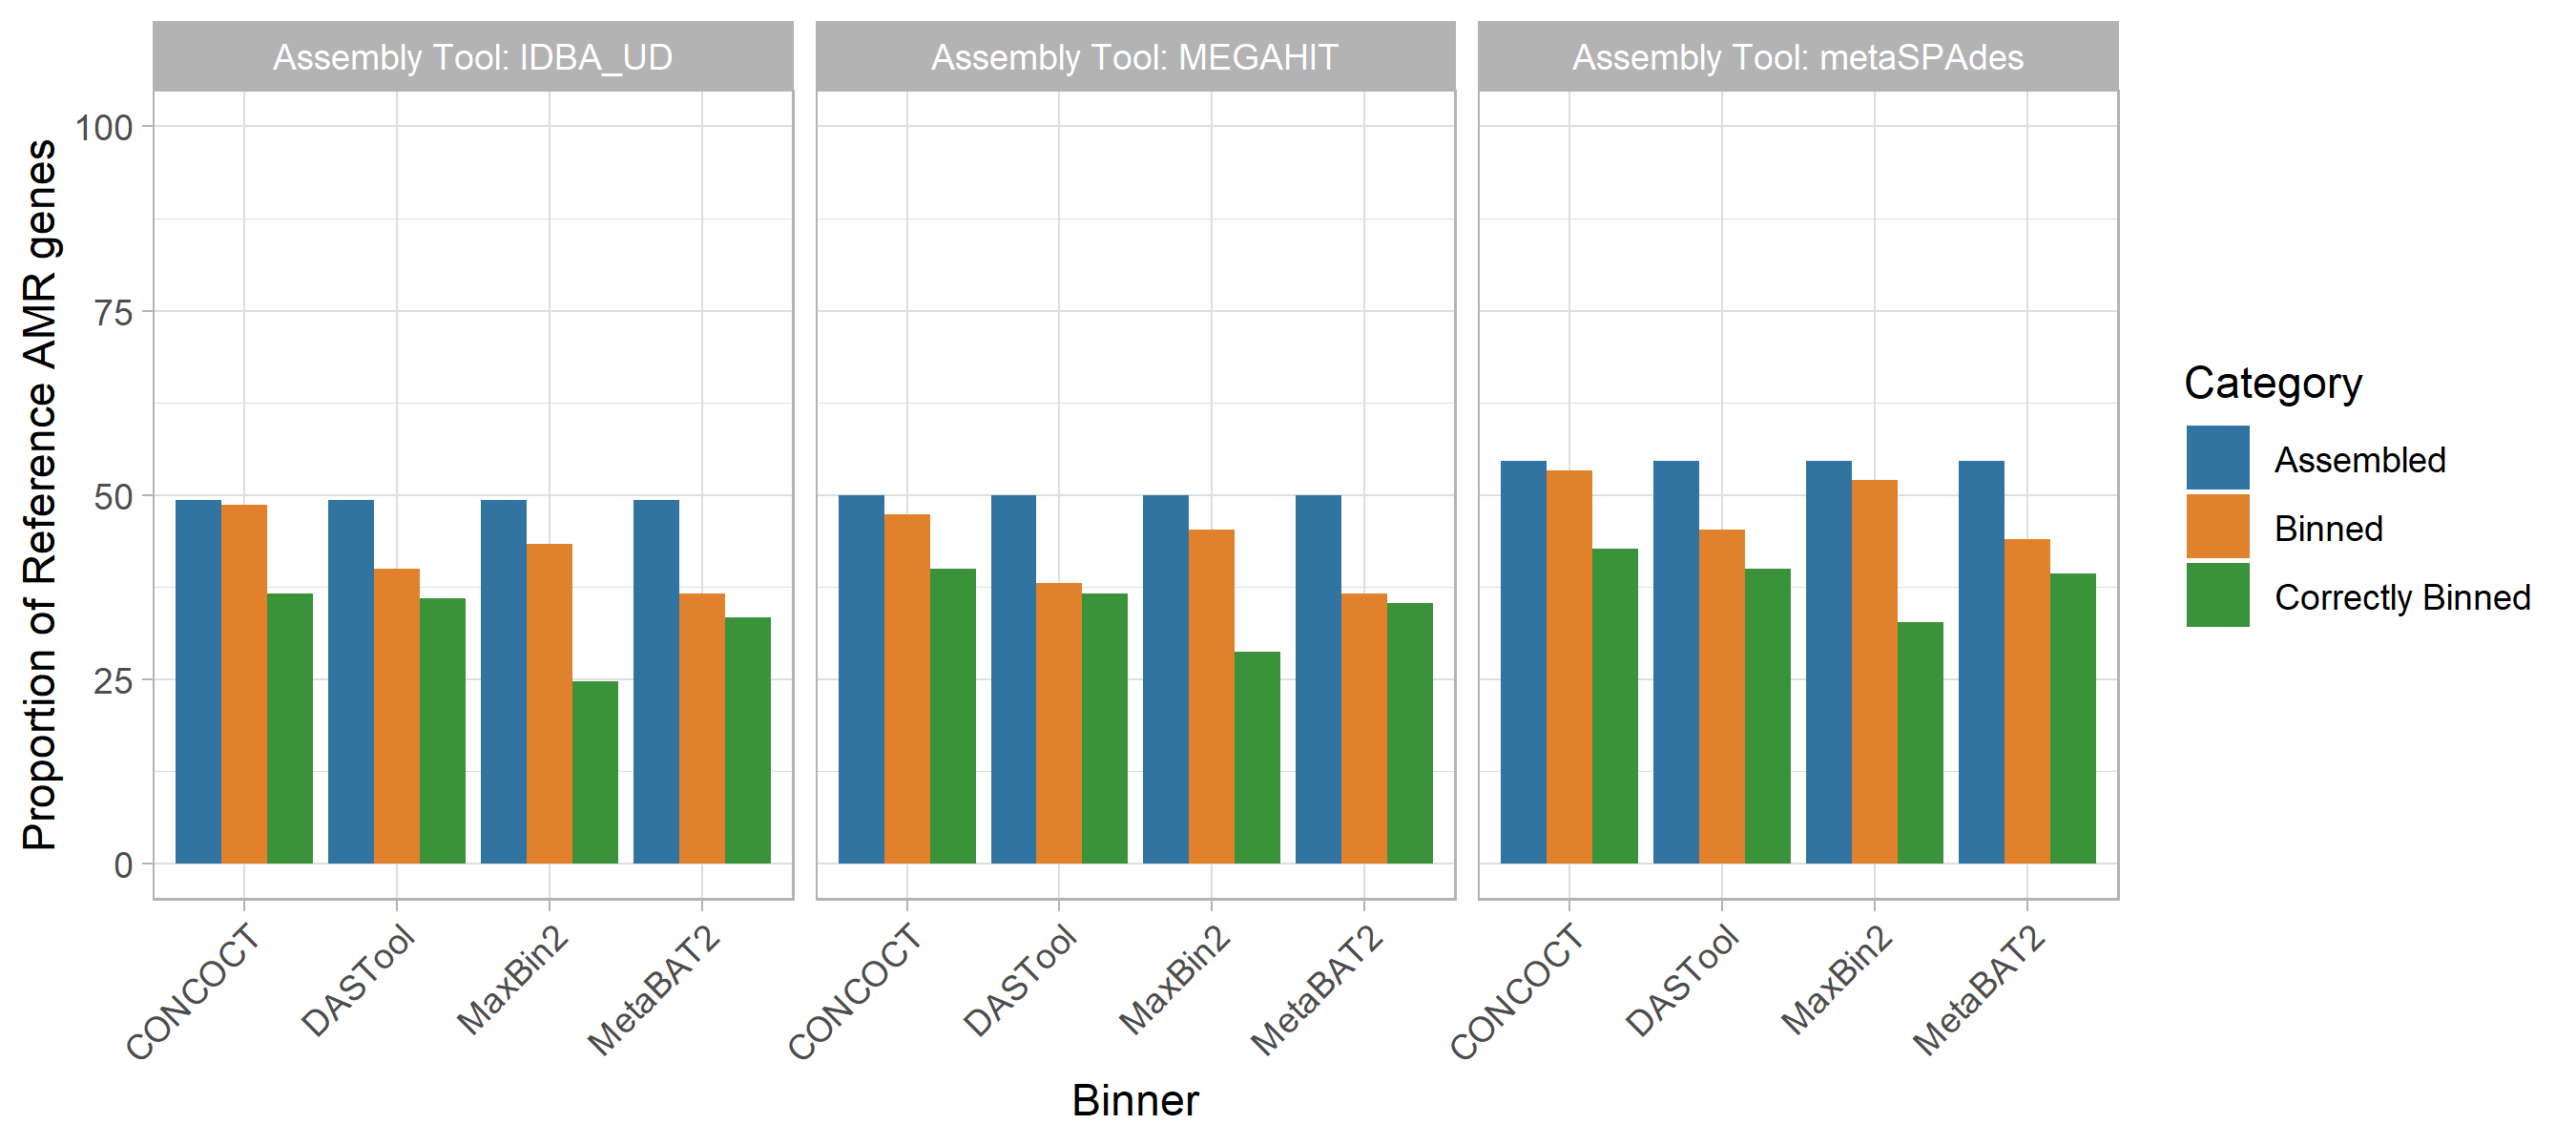 Assembly Tool: IDBA_UD
Assembly Tool: MEGAHIT
Assembly Tool: metaSPAdes
Proportion of Reference AMR genes
100
75
50
25
0
CONCOCT
DASTool
MaxBin2
MetaBAT2
CONCOCT
DASTool
MaxBin2
MetaBAT2
CONCOCT
DASTool
MaxBin2
MetaBAT2
Binner
Category
Assembled
Binned
Correctly Binned